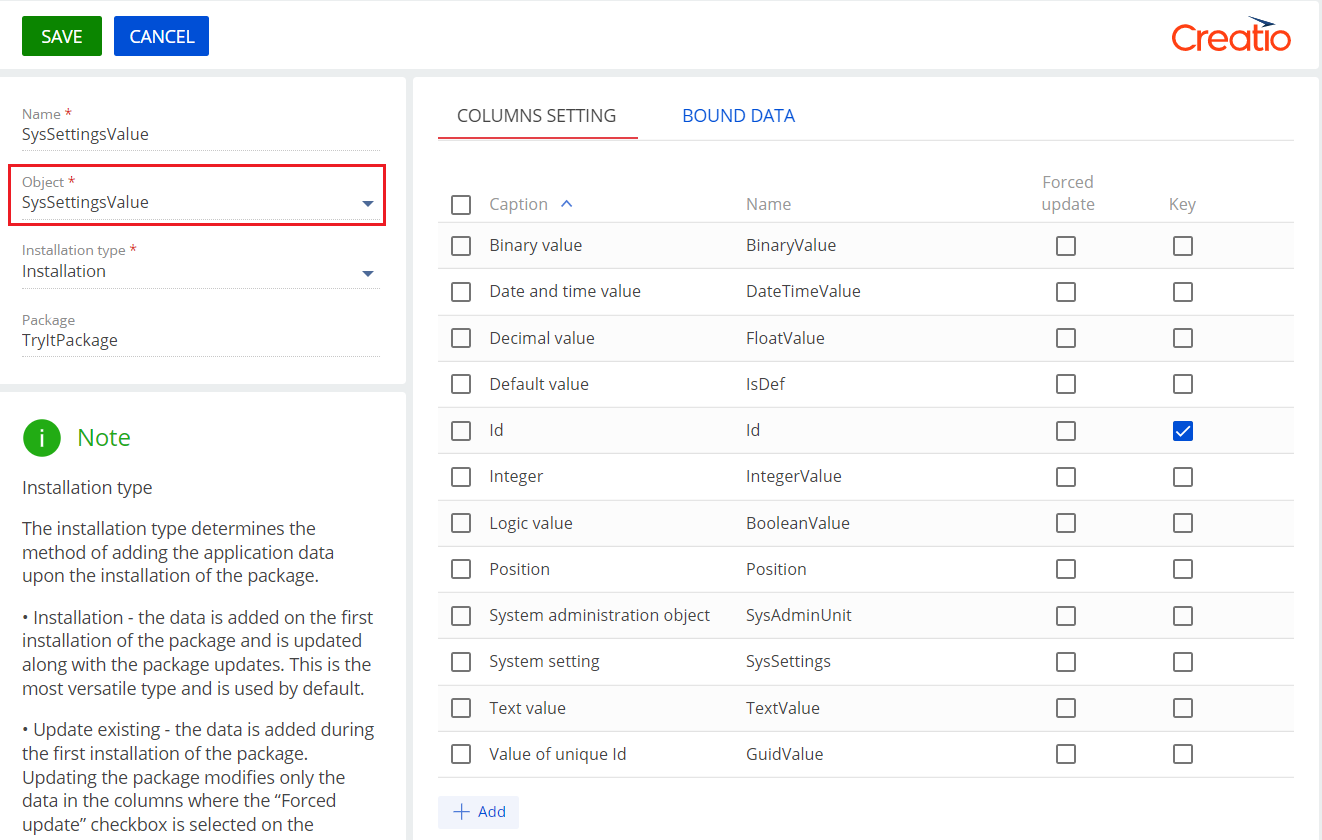 SAVE CANCEL Creatio
Name *
SysSettingsValue
Object *
SysSettingsValue
Installation type *
Installation
Package
TryItPackage
i Note
Installation type
The installation type determines the
method of adding the application data
upon the installation of the package.
• Installation - the data is added on the first
installation of the package and is updated
along with the package updates. This is the
most versatile type and is used by default.
• Update existing - the data is added during
the first installation of the package.
Updating the package modifies only the
data in the columns where the “Forced
update” checkbox is selected on the
COLUMNS SETTING BOUND DATA
Caption Name Forced update Key
Binary value BinaryValue
Date and time value DateTimeValue
Decimal value FloatValue
Default value IsDef
Id Id
Integer IntegerValue
Logic value BooleanValue
Position Position
System administration object SysAdminUnit
System setting SysSettings
Text value TextValue
Value of unique Id GuidValue
+ Add